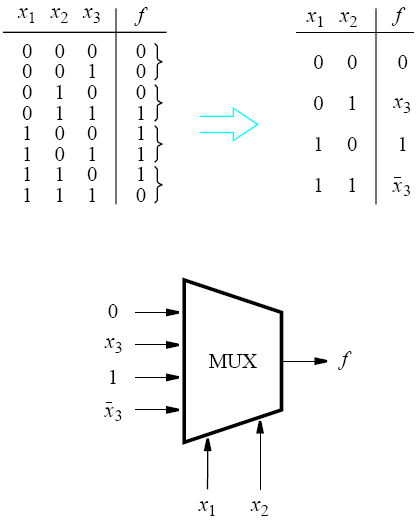 x₁ x₂ x₃ f
0 0 0 0
0 0 1 0
0 1 0 0
0 1 1 1
1 0 0 1
1 0 1 1
1 1 0 1
1 1 1 0
x₁ x₂ f
0 0 0
0 1 x₃
1 0 1
1 1 x̄₃
0
x₃
1
x̄₃
MUX
f
x₁ x₂